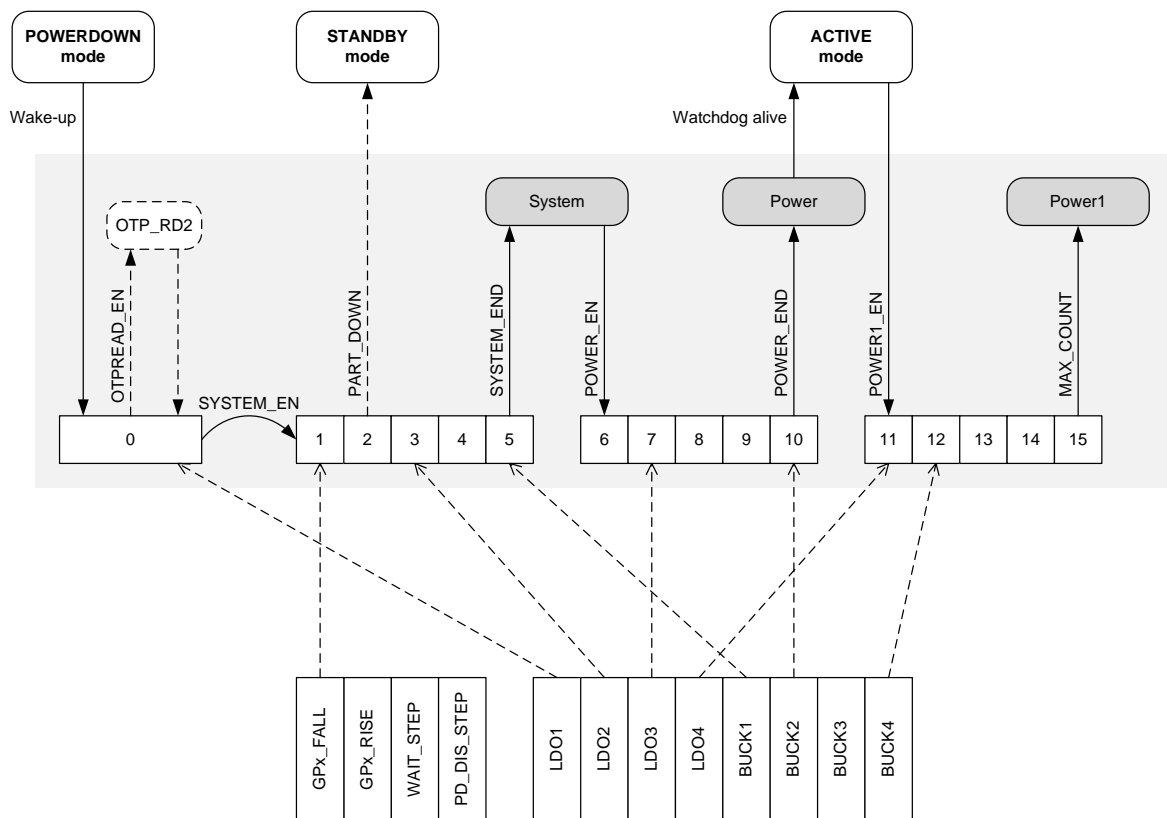 POWERDOWN
mode
STANDBY
mode
ACTIVE
mode
Wake-up
Watchdog alive
System
Power
Power1
OTP_RD2
OTPREAD_EN
SYSTEM_EN
PART_DOWN
SYSTEM_END
POWER_EN
POWER_END
POWER1_EN
MAX_COUNT
0
1
2
3
4
5
6
7
8
9
10
11
12
13
14
15
GPx_FALL
GPx_RISE
WAIT_STEP
PD_DIS_STEP
LDO1
LDO2
LDO3
LDO4
BUCK1
BUCK2
BUCK3
BUCK4